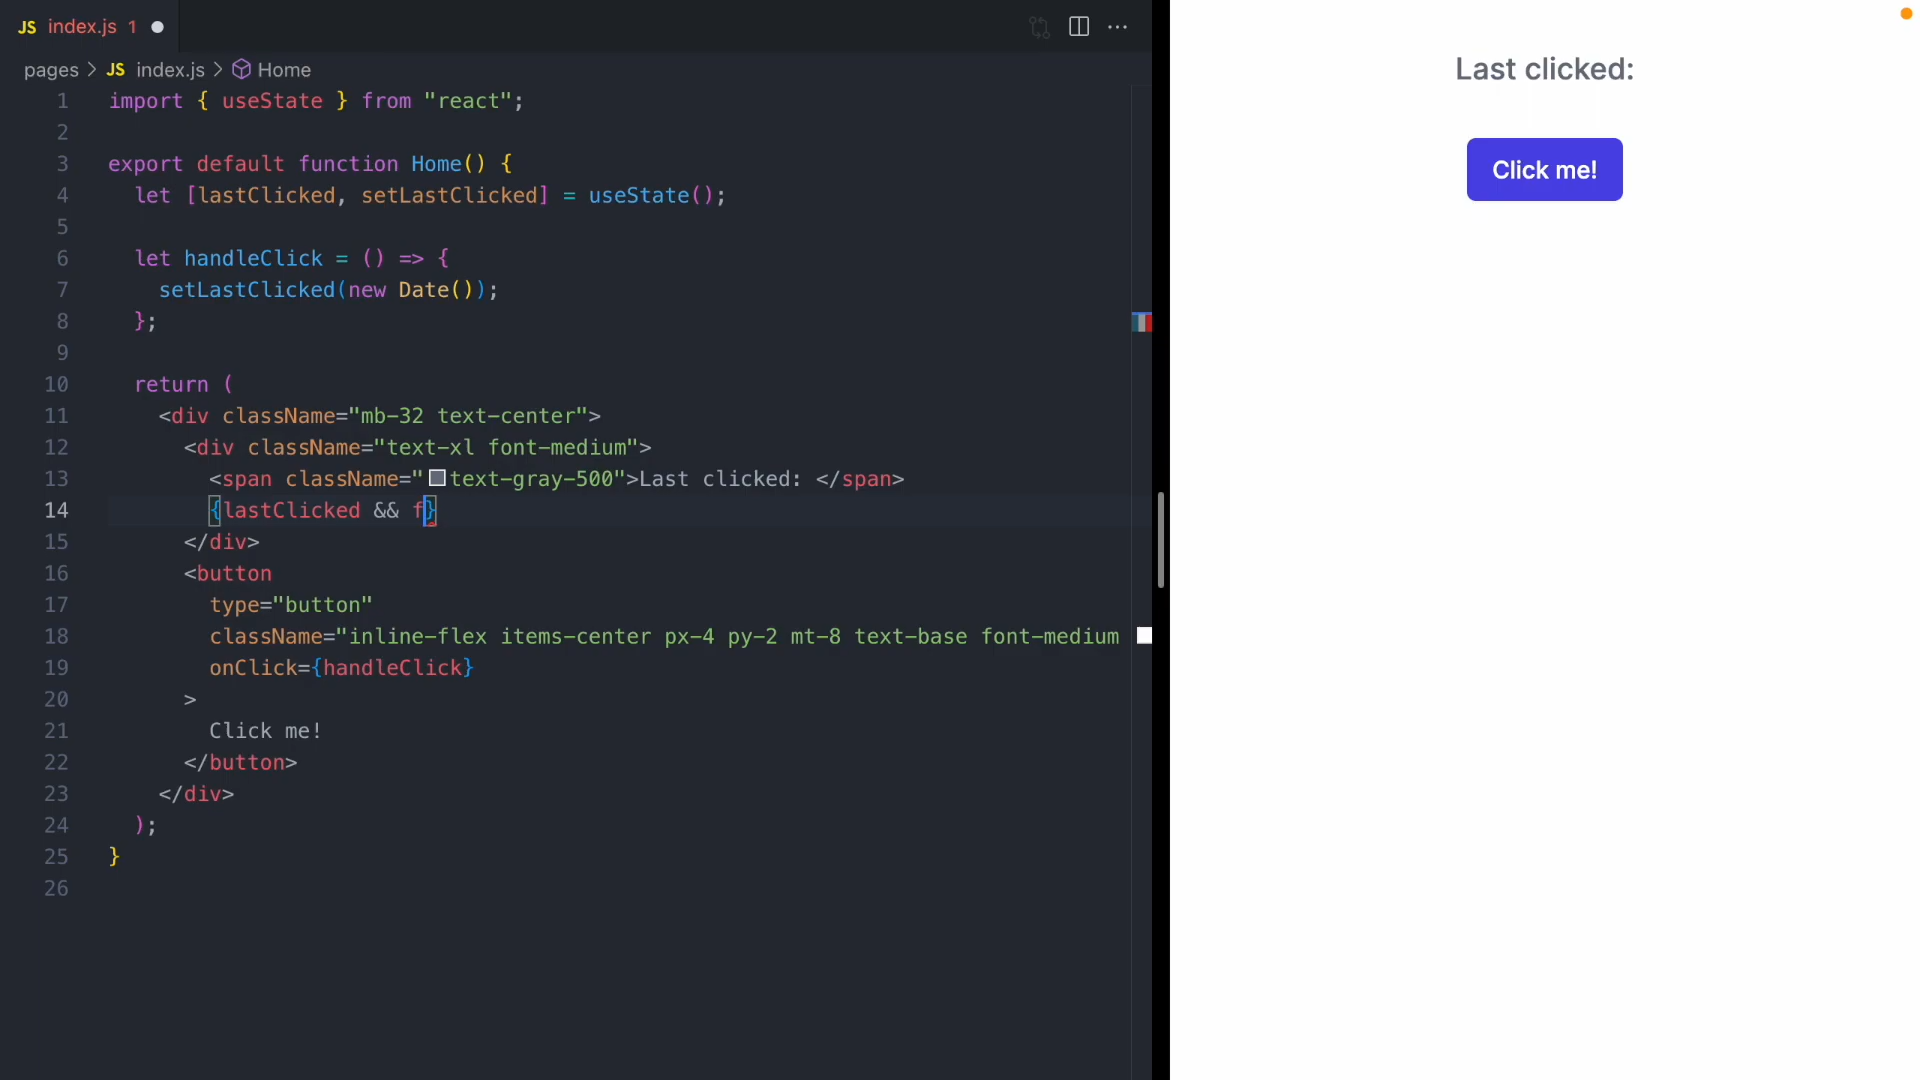 JS index.js 1
pages > JS index.js > Home
1 import { useState } from "react";
2
3 export default function Home() {
4 let [lastClicked, setLastClicked] = useState();
5
6 let handleClick = () => {
7 setLastClicked(new Date());
8 };
9
10 return (
11 <div className="mb-32 text-center">
12 <div className="text-xl font-medium">
13 <span className="text-gray-500">Last clicked: </span>
14 {lastClicked && f}
15 </div>
16 <button
17 type="button"
18 className="inline-flex items-center px-4 py-2 mt-8 text-base font-medium
19 onClick={handleClick}
20 >
21 Click me!
22 </button>
23 </div>
24 );
25 }
26
Last clicked:
Click me!